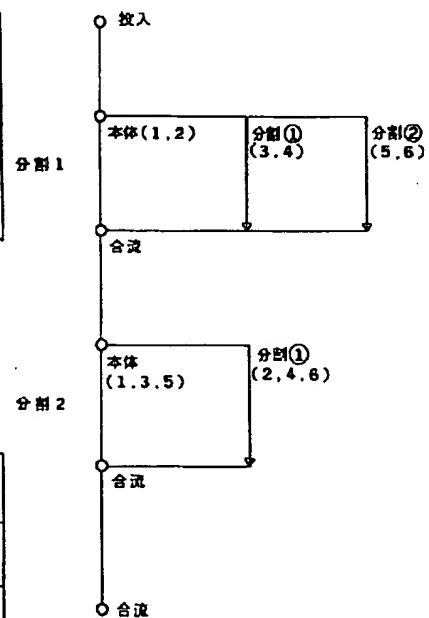 投入
本体(1,2)
分割①
(3,4)
分割②
(5,6)
分割1
合流
本体
(1.3.5)
分割①
(2,4.6)
分割2
合流
合流